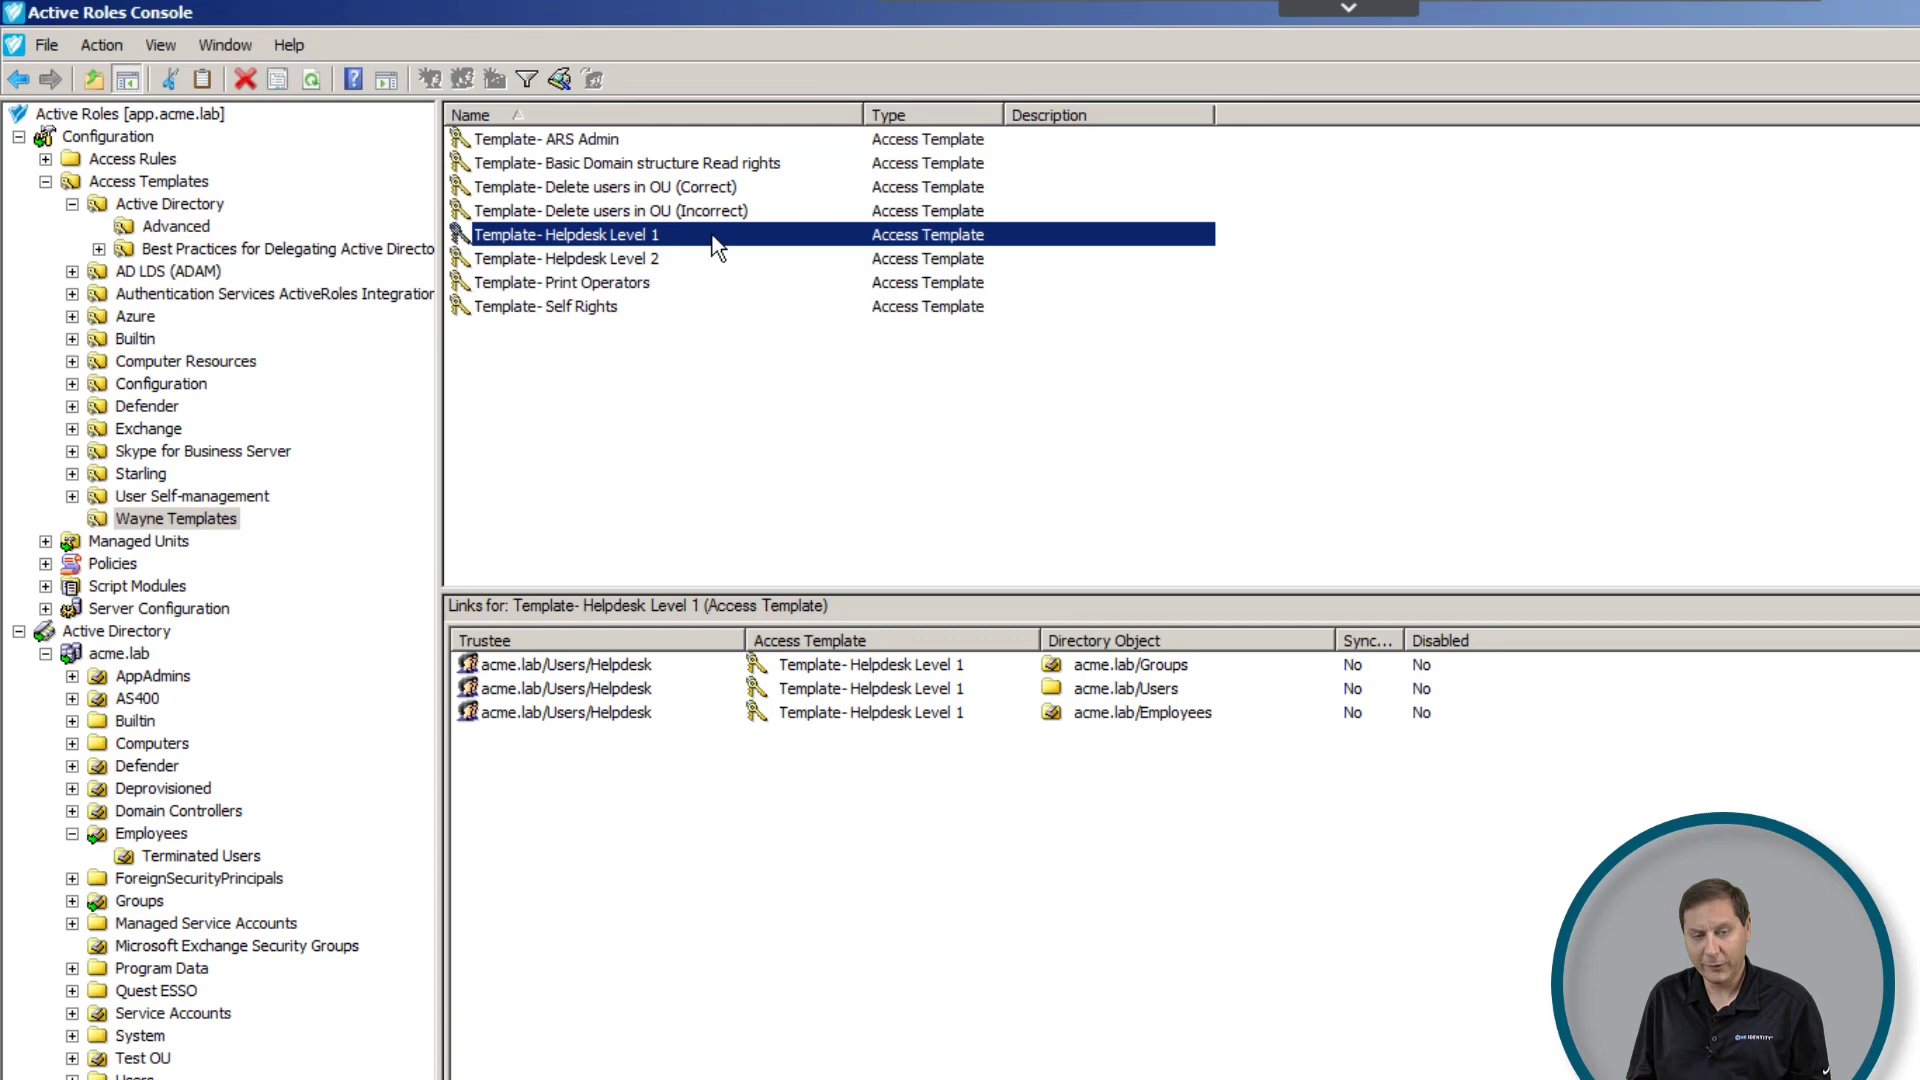 Active Roles Console
File Action View Window Help
Active Roles [app.acme.lab]
Configuration
Access Rules
Access Templates
Active Directory
Advanced
Best Practices for Delegating Active Directo
AD LDS (ADAM)
Authentication Services ActiveRoles Integration
Azure
Builtin
Computer Resources
Configuration
Defender
Exchange
Skype for Business Server
Starling
User Self-management
Wayne Templates
Managed Units
Policies
Script Modules
Server Configuration
Active Directory
acme.lab
AppAdmins
AS400
Builtin
Computers
Defender
Deprovisioned
Domain Controllers
Employees
Terminated Users
ForeignSecurityPrincipals
Groups
Managed Service Accounts
Microsoft Exchange Security Groups
Program Data
Quest ESSO
Service Accounts
System
Test OU
Users
Name Type Description
Template- ARS Admin Access Template
Template- Basic Domain structure Read rights Access Template
Template- Delete users in OU (Correct) Access Template
Template- Delete users in OU (Incorrect) Access Template
Template- Helpdesk Level 1 Access Template
Template- Helpdesk Level 2 Access Template
Template- Print Operators Access Template
Template- Self Rights Access Template
Links for: Template- Helpdesk Level 1 (Access Template)
Trustee Access Template Directory Object Sync... Disabled
acme.lab/Users/Helpdesk Template- Helpdesk Level 1 acme.lab/Groups No No
acme.lab/Users/Helpdesk Template- Helpdesk Level 1 acme.lab/Users No No
acme.lab/Users/Helpdesk Template- Helpdesk Level 1 acme.lab/Employees No No
ONE IDENTITY